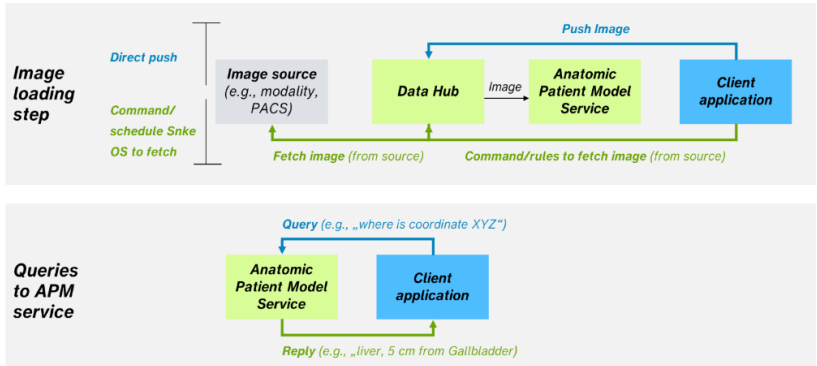 Push Image
Direct push
Image
loading
step
Image source
(e.g., modality,
PACS)
Data Hub
Image
Anatomic
Patient Model
Service
Client
application
Command/
schedule Snke
OS to fetch
Fetch image (from source)
Command/rules to fetch image (from source)
Query (e.g., „where is coordinate XYZ“)
Queries
to APM
service
Anatomic
Patient Model
Service
Client
application
Reply (e.g., „liver, 5 cm from Gallbladder)